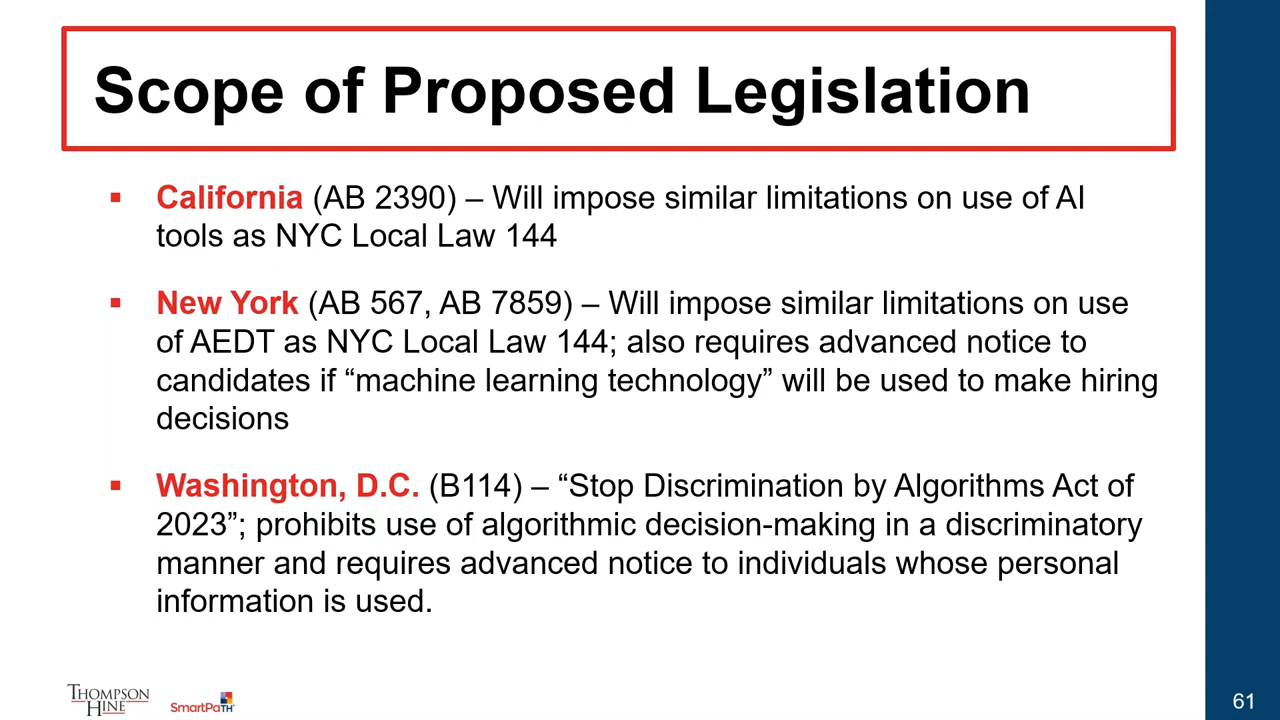 Scope of Proposed Legislation
▪ California (AB 2390) – Will impose similar limitations on use of AI
tools as NYC Local Law 144
▪ New York (AB 567, AB 7859) – Will impose similar limitations on use
of AEDT as NYC Local Law 144; also requires advanced notice to
candidates if “machine learning technology” will be used to make hiring
decisions
▪ Washington, D.C. (B114) – “Stop Discrimination by Algorithms Act of
2023”; prohibits use of algorithmic decision-making in a discriminatory
manner and requires advanced notice to individuals whose personal
information is used.
THOMPSON
HINE
SmartPaTH
61